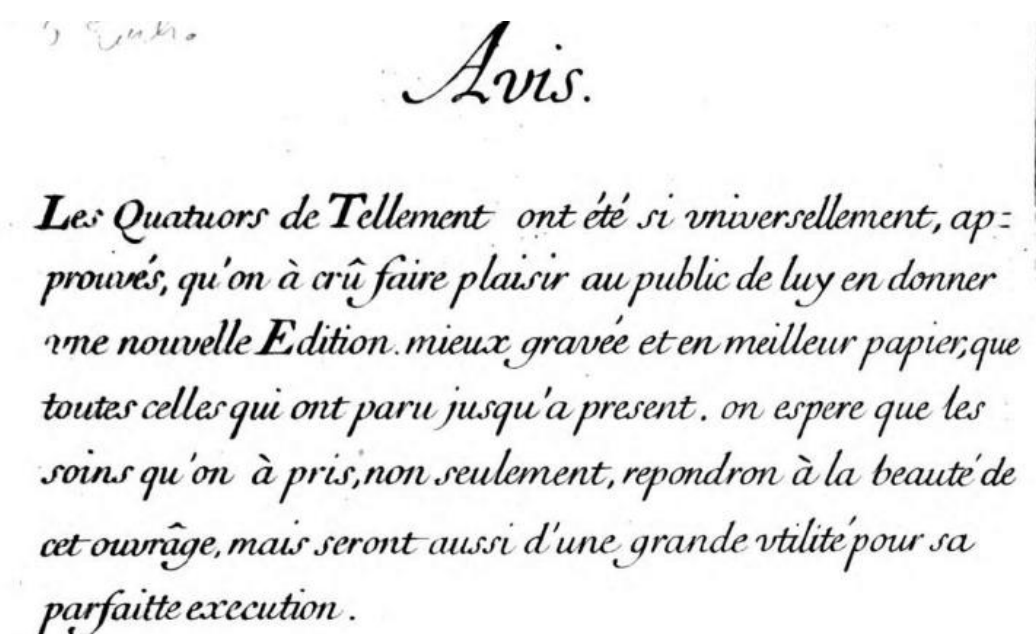 Avis.
Les Quatuors de Tellement ont été si vniversellement, ap=
prouvés, qu'on à crû faire plaisir au public de luy en donner
vne nouvelle Edition. mieux gravée et en meilleur papier, que
toutes celles qui ont paru jusqu'a present. on espere que les
soins qu'on à pris, non seulement, repondron à la beauté de
cet ouvrâge, mais seront aussi d'une grande vtilité pour sa
parfaitte execution.